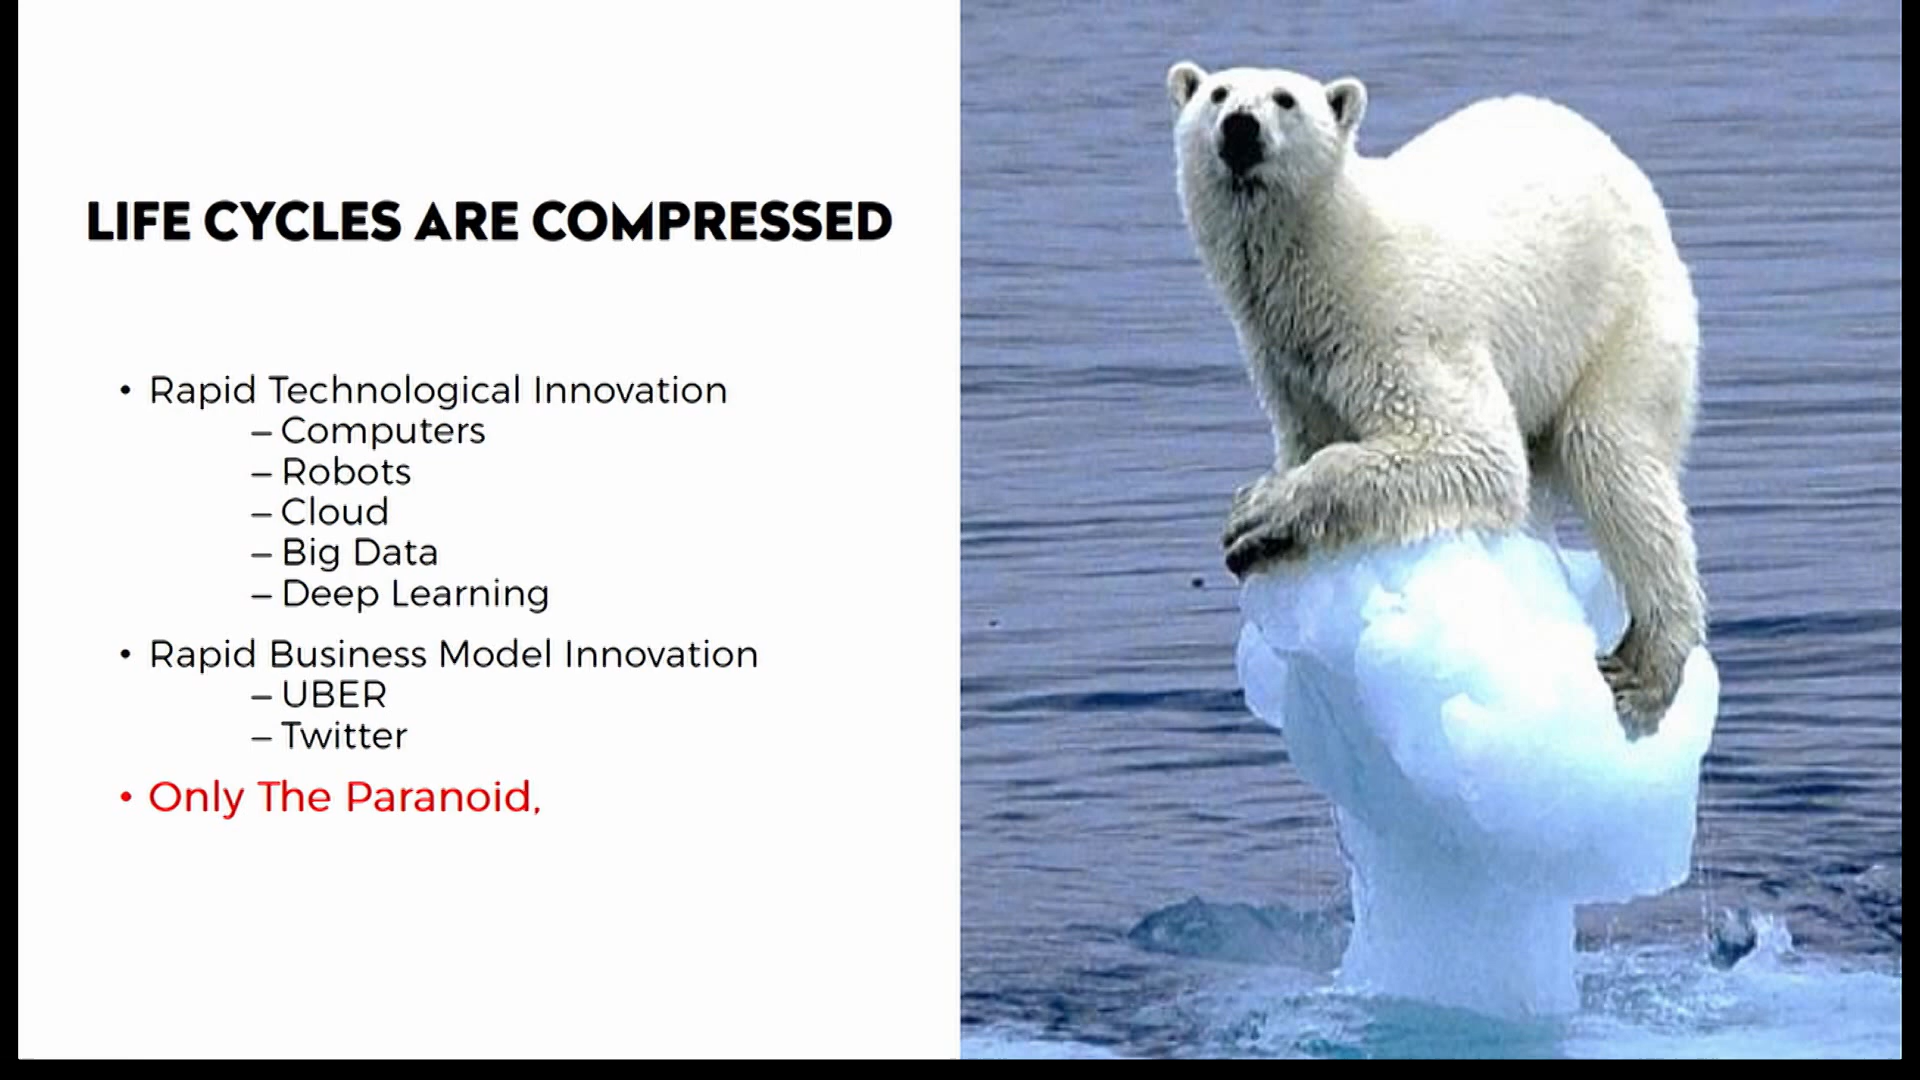 LIFE CYCLES ARE COMPRESSED
• Rapid Technological Innovation
– Computers
– Robots
– Cloud
– Big Data
– Deep Learning
• Rapid Business Model Innovation
– UBER
– Twitter
• Only The Paranoid,